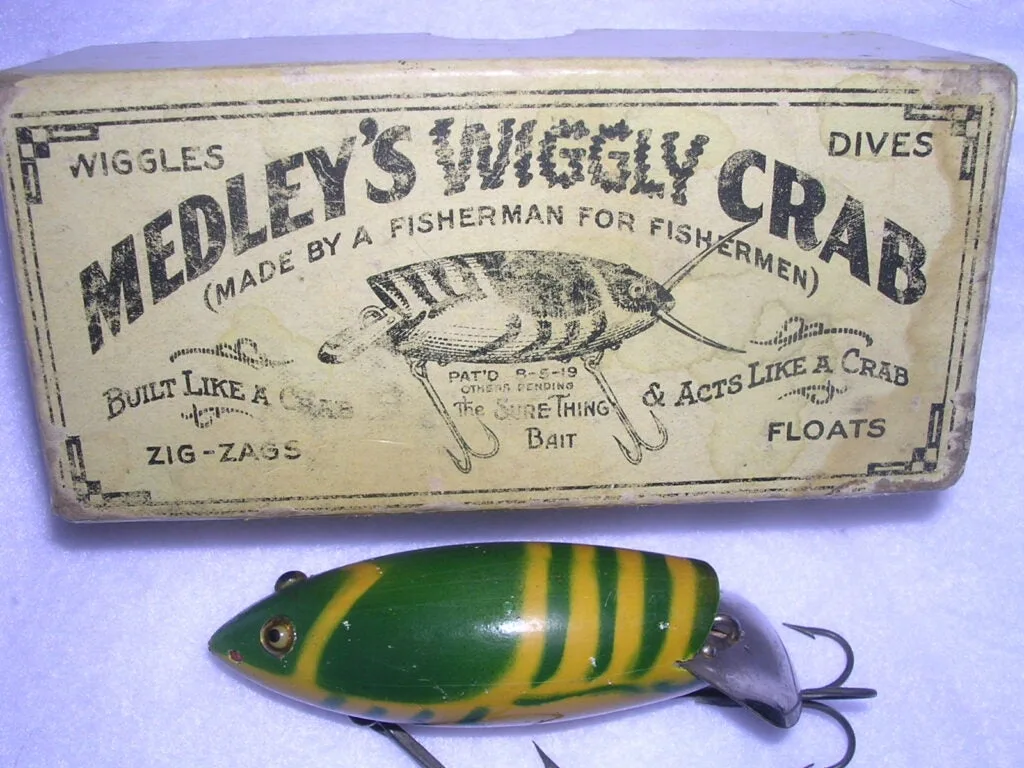 WIGGLES
DIVES
MEDLEY'S WIGGLY CRAB
(MADE BY A FISHERMAN FOR FISHERMEN)
BUILT LIKE A CRAB
& ACTS LIKE A CRAB
PAT'D 8-5-19
OTHERS PENDING
The SURE-THING
BAIT
ZIG-ZAGS
FLOATS